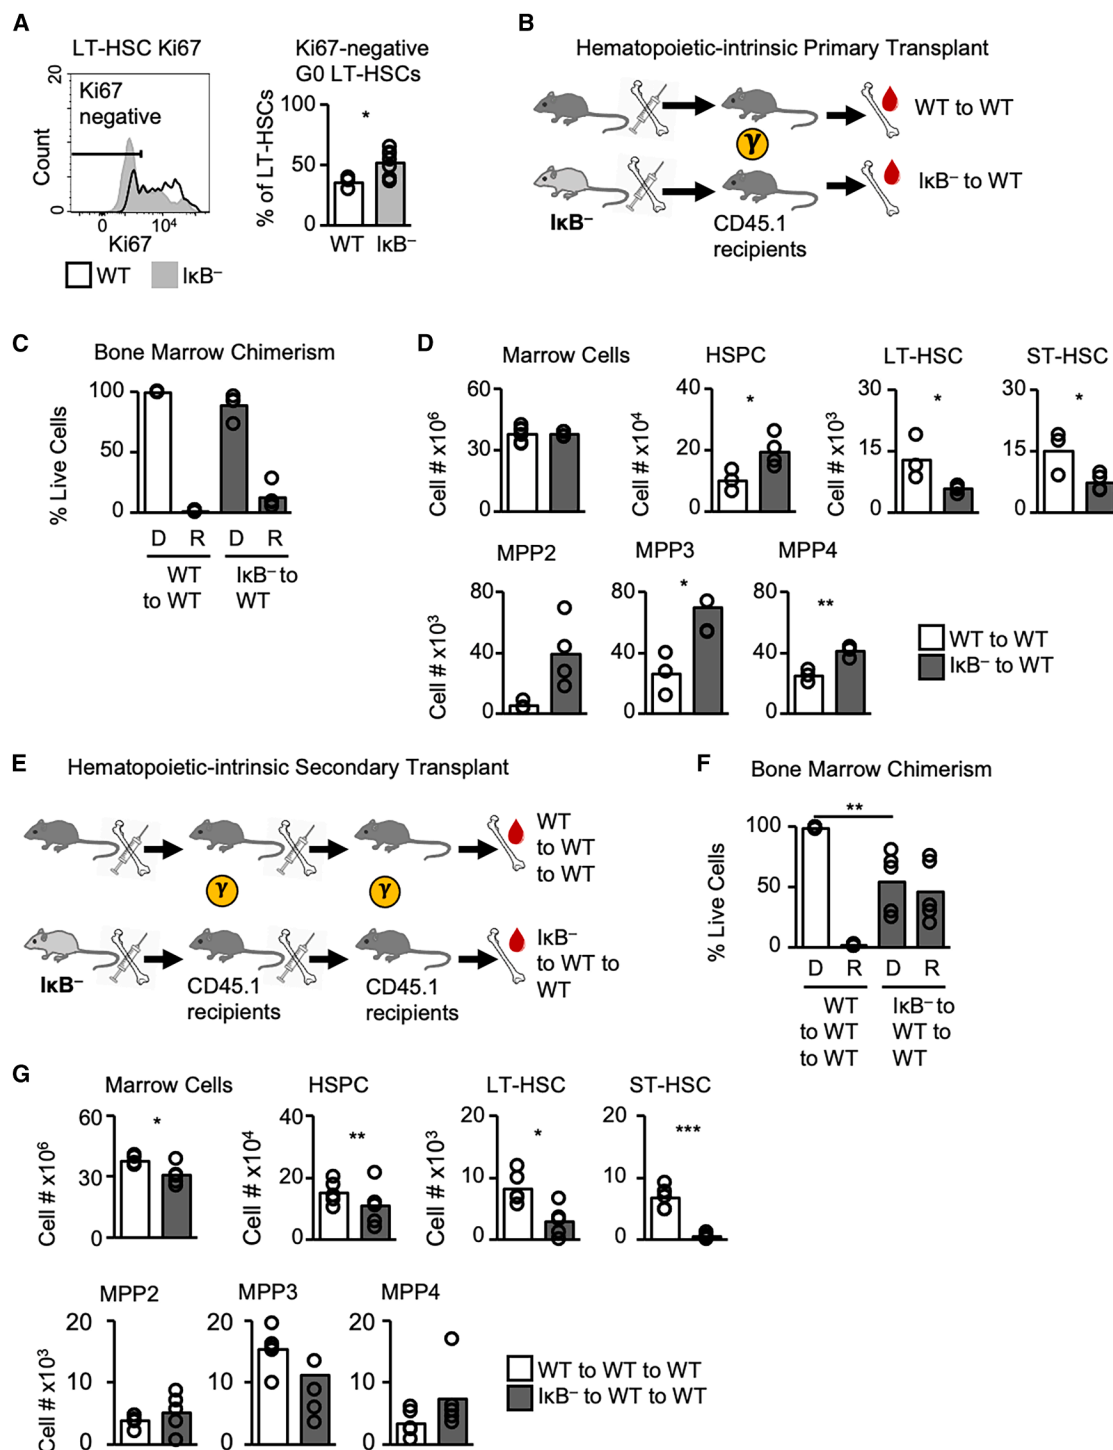 A
LT-HSC Ki67
20
Ki67
negative
Count
0
0
10⁴
Ki67
WT
IκB⁻
Ki67-negative
G0 LT-HSCs
100
*
50
% of LT-HSCs
0
WT IκB⁻
B
Hematopoietic-intrinsic Primary Transplant
WT to WT
γ
IκB⁻ to WT
IκB⁻
CD45.1
recipients
C
Bone Marrow Chimerism
100
50
% Live Cells
0
D R D R
WT
to WT
IκB⁻ to
WT
D
Marrow Cells
60
30
0
Cell # x10⁶
HSPC
40
*
20
0
Cell # x10⁴
LT-HSC
30
*
15
0
Cell # x10³
ST-HSC
30
*
15
0
MPP2
80
40
0
Cell # x10³
MPP3
80
*
40
0
MPP4
80
**
40
0
WT to WT
IκB⁻ to WT
E
Hematopoietic-intrinsic Secondary Transplant
WT
to WT
to WT
γ
γ
IκB⁻
to WT to
WT
IκB⁻
CD45.1
recipients
CD45.1
recipients
F
Bone Marrow Chimerism
**
100
50
% Live Cells
0
D R D R
WT
to WT
to WT
IκB⁻ to
WT to
WT
G
Marrow Cells
60
*
30
0
Cell # x10⁶
HSPC
40
**
20
0
Cell # x10⁴
LT-HSC
20
*
10
0
Cell # x10³
ST-HSC
20
***
10
0
MPP2
20
10
0
Cell # x10³
MPP3
20
10
0
MPP4
20
10
0
WT to WT to WT
IκB⁻ to WT to WT